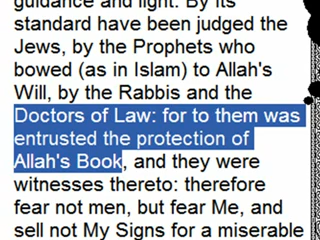 guidance and light. By its
standard have been judged the
Jews, by the Prophets who
bowed (as in Islam) to Allah's
Will, by the Rabbis and the
Doctors of Law: for to them was
entrusted the protection of
Allah's Book, and they were
witnesses thereto: therefore
fear not men, but fear Me, and
sell not My Signs for a miserable